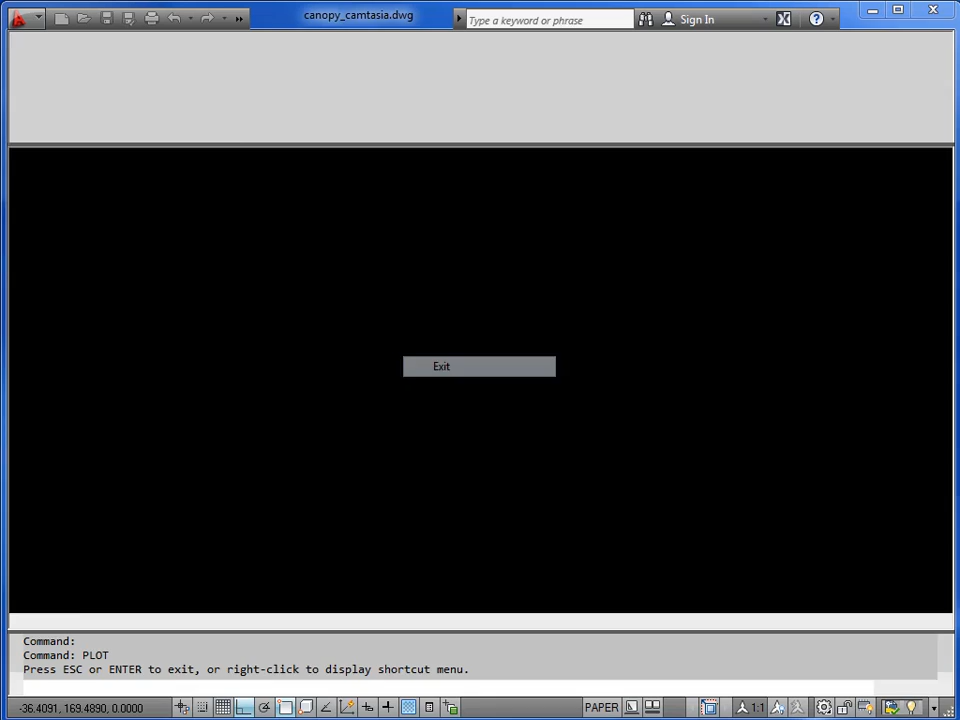 canopy_camtasia.dwg
Type a keyword or phrase
Sign In
Exit
Command:
Command: PLOT
Press ESC or ENTER to exit, or right-click to display shortcut menu.
-36.4091, 169.4890, 0.0000
PAPER
1:1